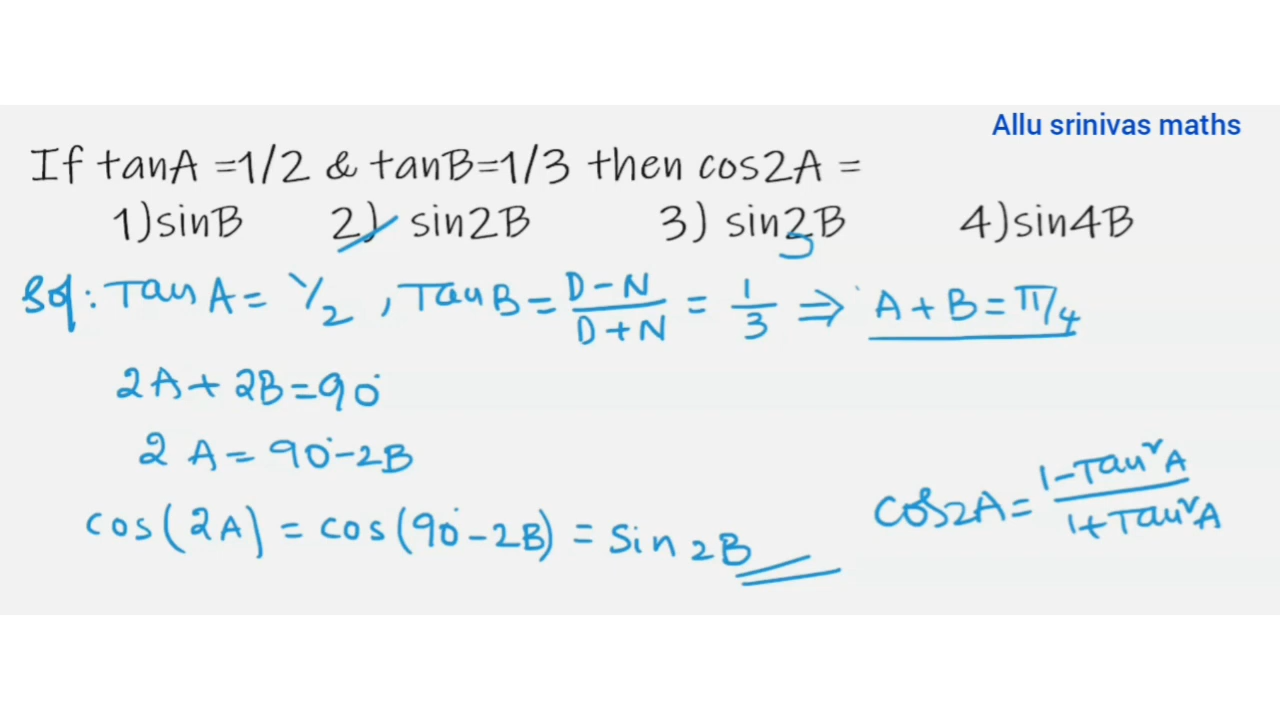 Allu srinivas maths
If tanA =1/2 & tanB=1/3 then cos2A =
1)sinB 2) sin2B 3) sin3B 4)sin4B
Sol: Tan A = 1/2 , Tan B = D-N/D+N = 1/3 ⇒ A+B=π/4
2A+2B=90°
2A=90°-2B
cos(2A) = cos(90°-2B) = sin2B
cos2A = 1-Tan²A/1+Tan²A